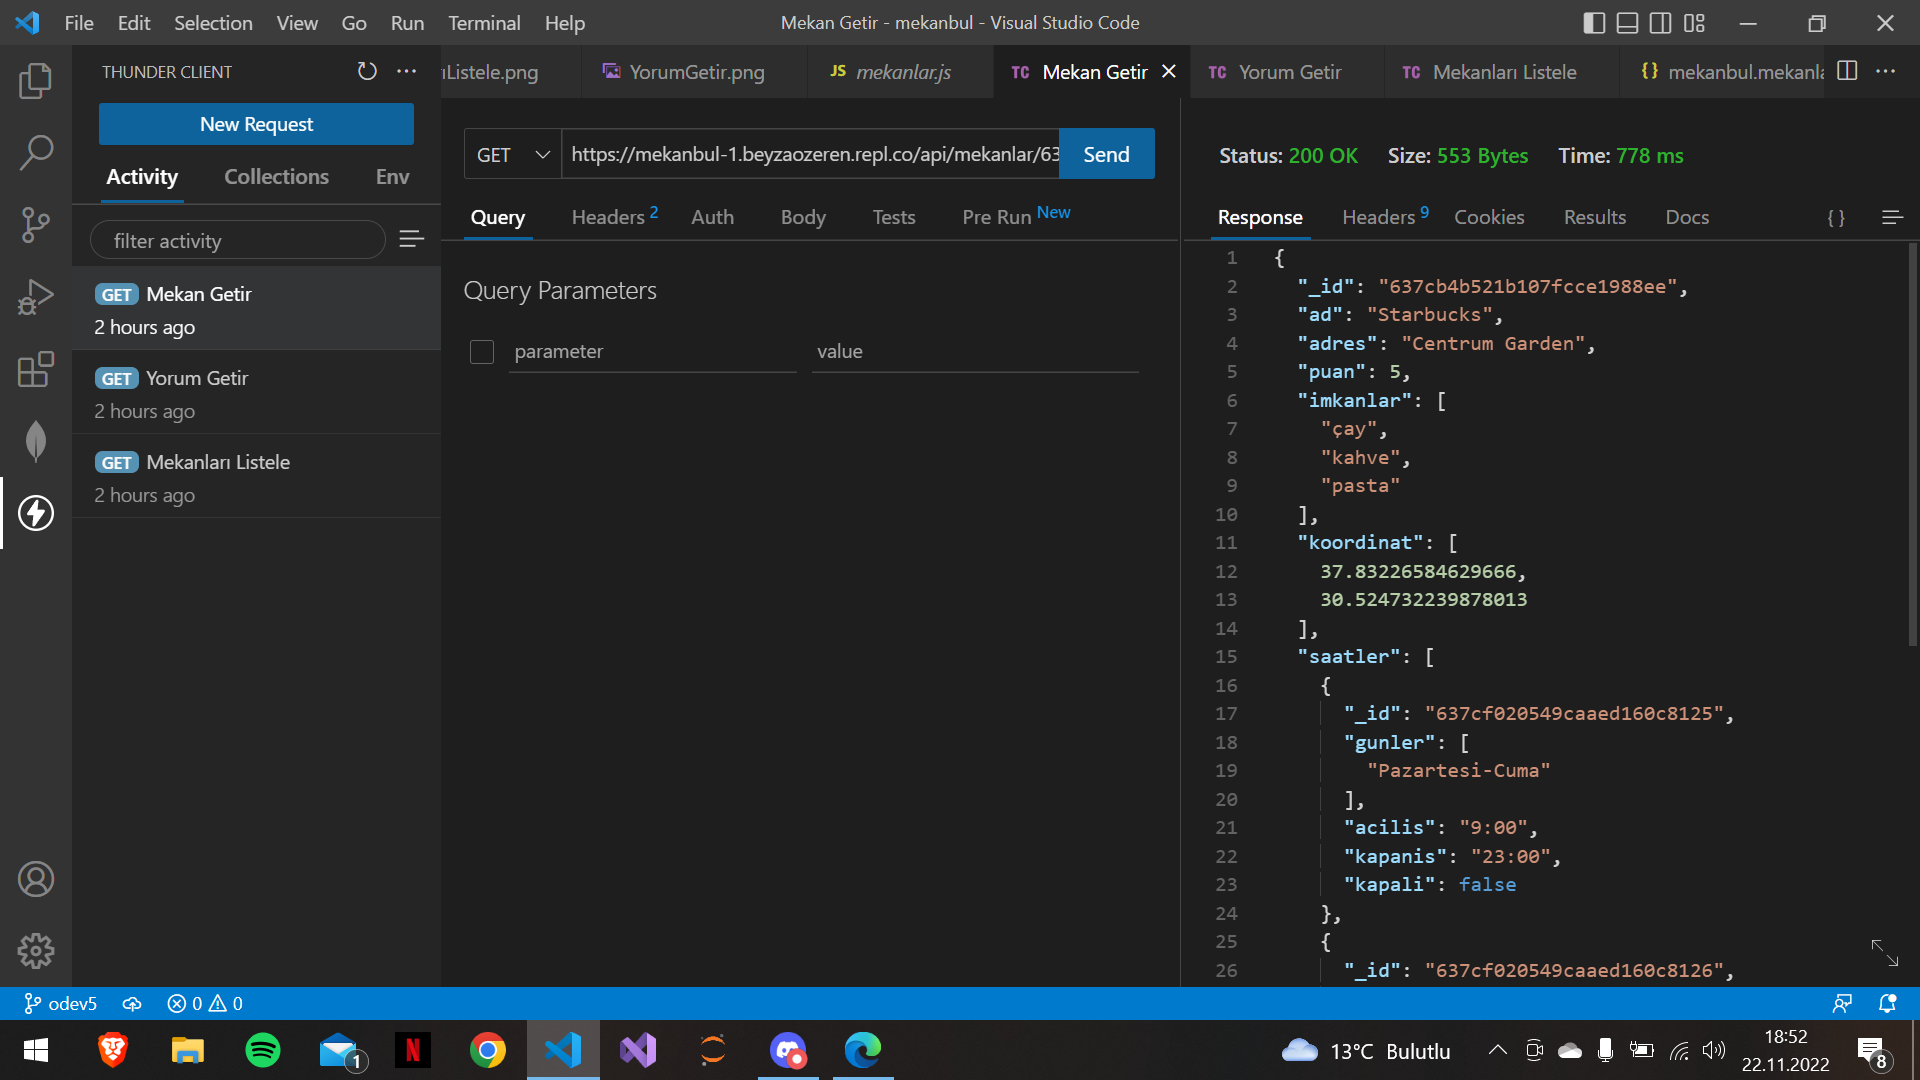 File Edit Selection View Go Run Terminal Help
Mekan Getir - mekanbul - Visual Studio Code
THUNDER CLIENT
New Request
Activity Collections Env
filter activity
GET Mekan Getir
2 hours ago
GET Yorum Getir
2 hours ago
GET Mekanları Listele
2 hours ago
ıListele.png YorumGetir.png JS mekanlar.js TC Mekan Getir TC Yorum Getir TC Mekanları Listele {} mekanbul.mekanla
GET https://mekanbul-1.beyzaozeren.repl.co/api/mekanlar/63 Send
Query Headers 2 Auth Body Tests Pre Run New
Query Parameters
parameter value
Status: 200 OK Size: 553 Bytes Time: 778 ms
Response Headers 9 Cookies Results Docs { }
1 {
2 "_id": "637cb4b521b107fcce1988ee",
3 "ad": "Starbucks",
4 "adres": "Centrum Garden",
5 "puan": 5,
6 "imkanlar": [
7 "çay",
8 "kahve",
9 "pasta"
10 ],
11 "koordinat": [
12 37.83226584629666,
13 30.524732239878013
14 ],
15 "saatler": [
16 {
17 "_id": "637cf020549caaed160c8125",
18 "gunler": [
19 "Pazartesi-Cuma"
20 ],
21 "acilis": "9:00",
22 "kapanis": "23:00",
23 "kapali": false
24 },
25 {
26 "_id": "637cf020549caaed160c8126",
odev5 0 0
1 N 13°C Bulutlu 18:52
22.11.2022 8